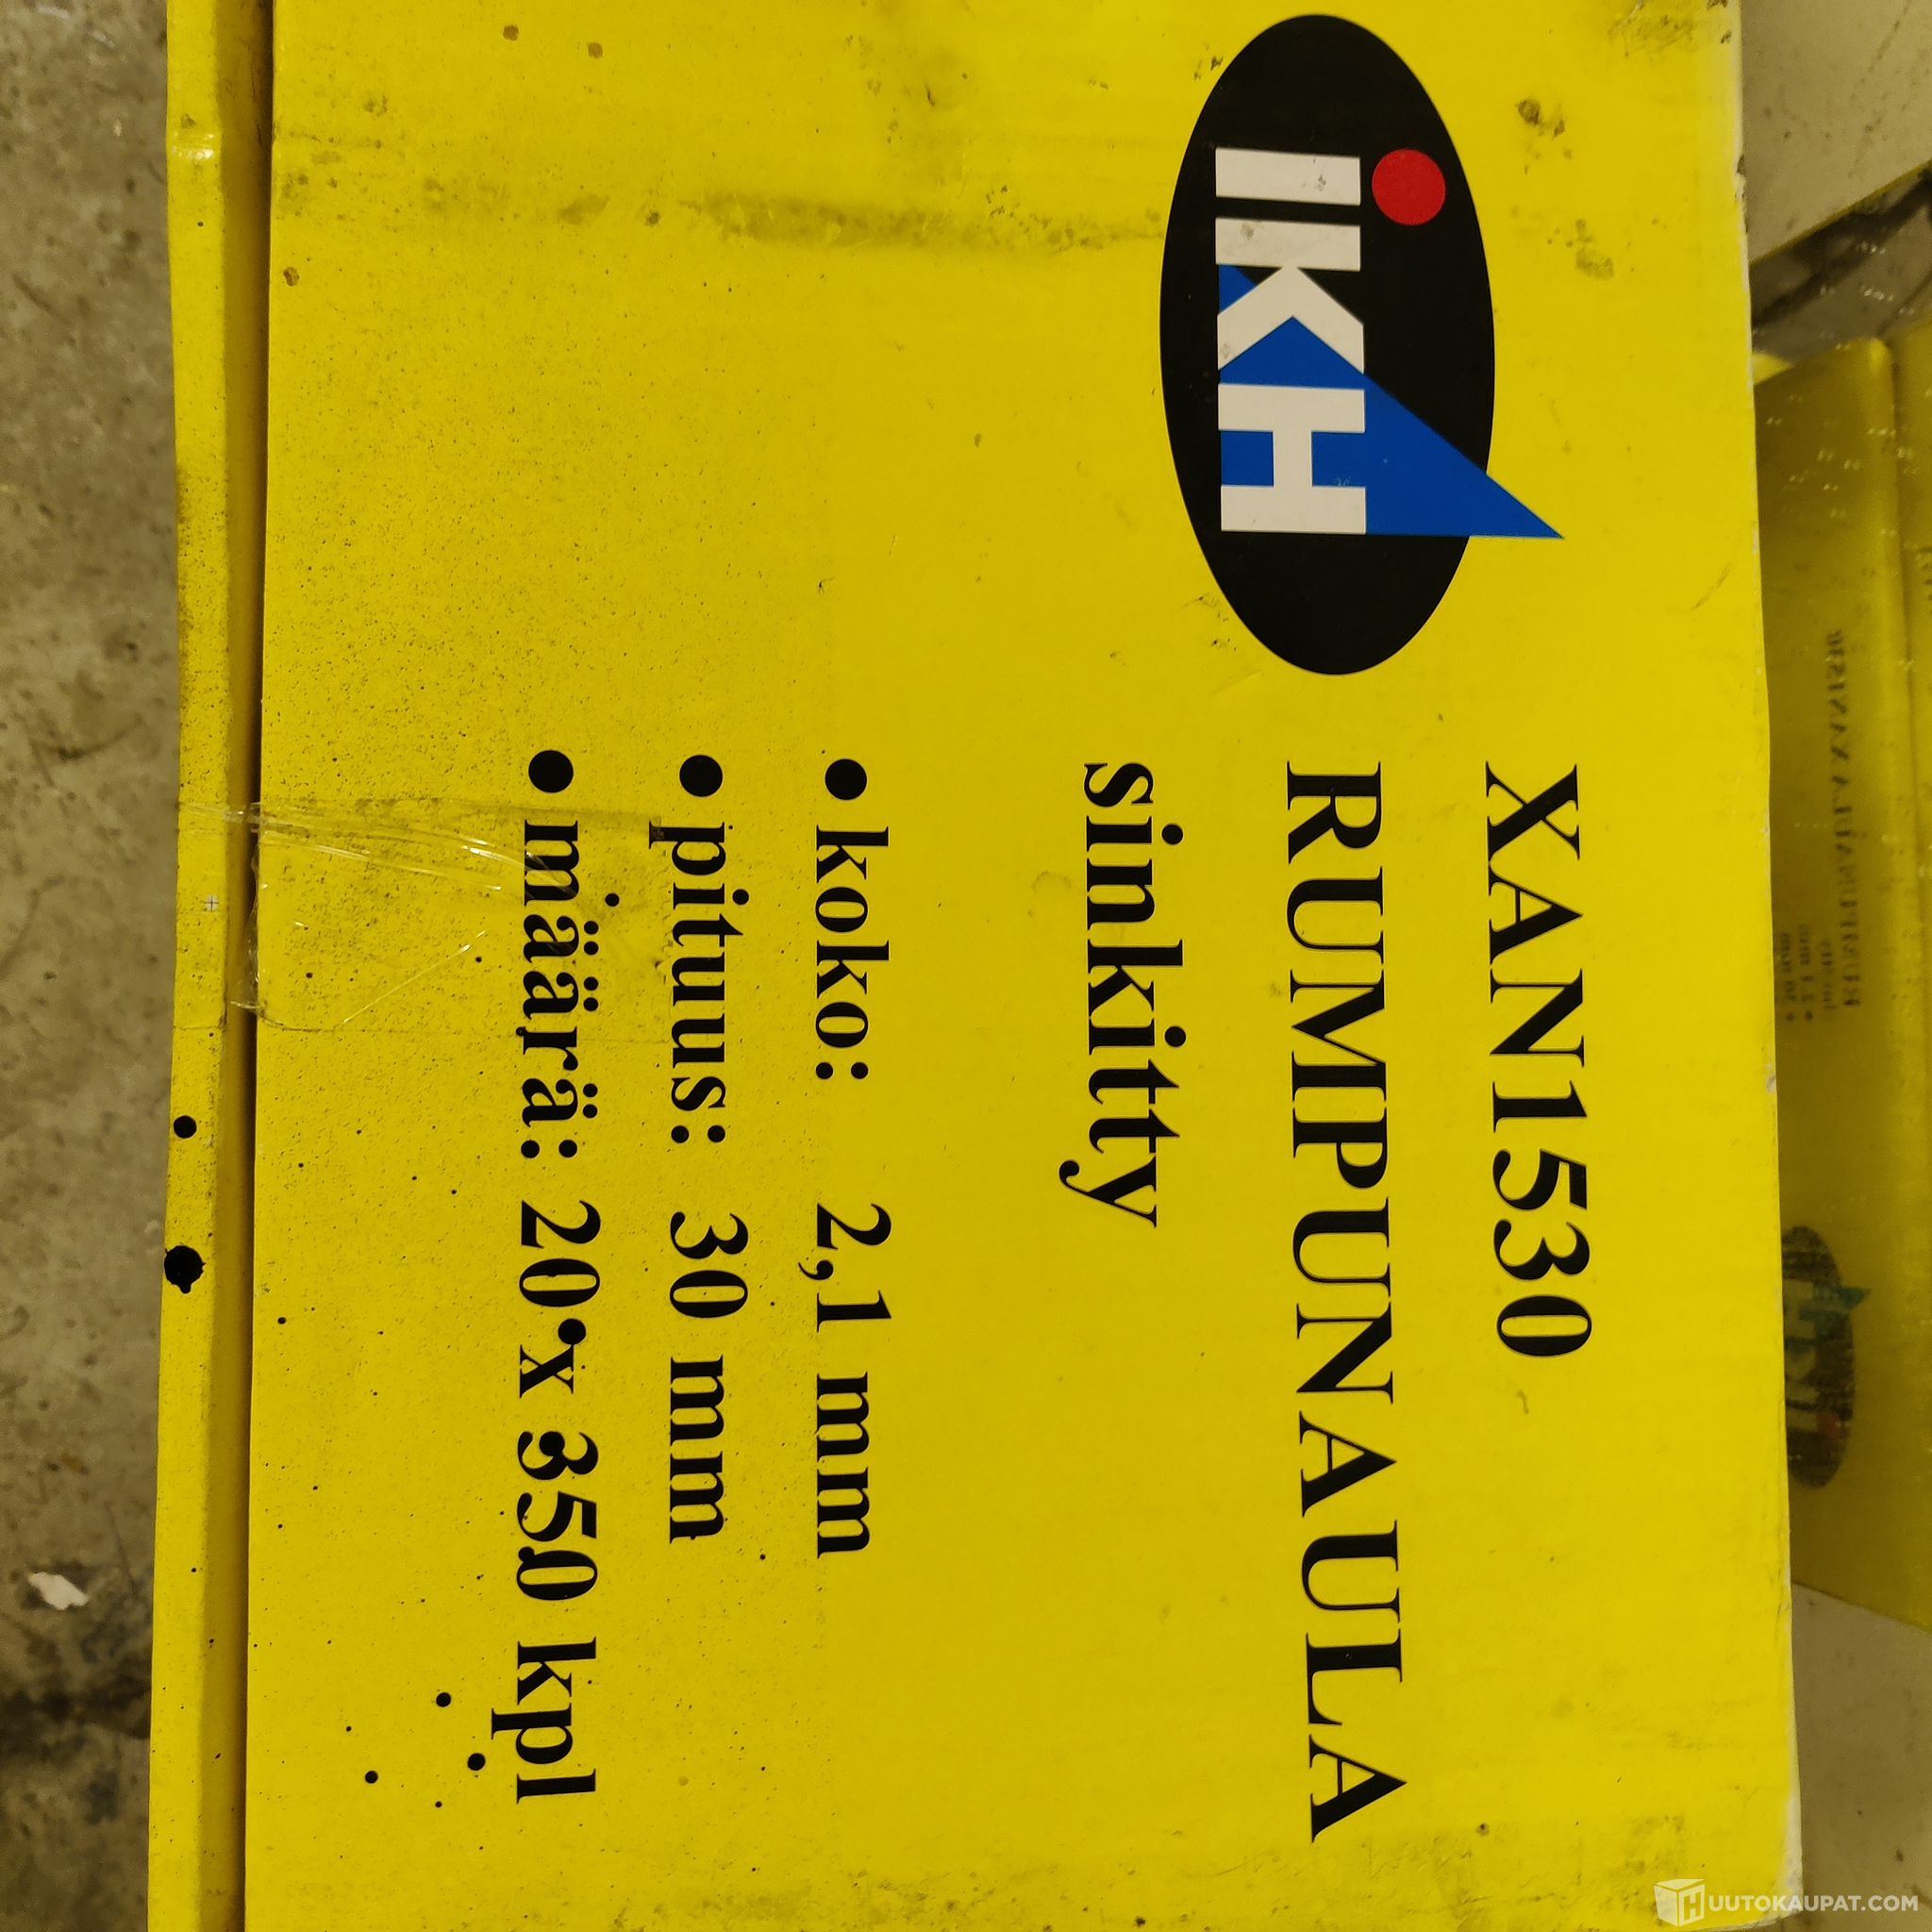 iKH
XAN1530
RUMPUNAULA
sinkitty
• koko: 2,1 mm
• pituus: 30 mm
• määrä: 20 x 350 kpl
HUUTOKAUPAT.COM